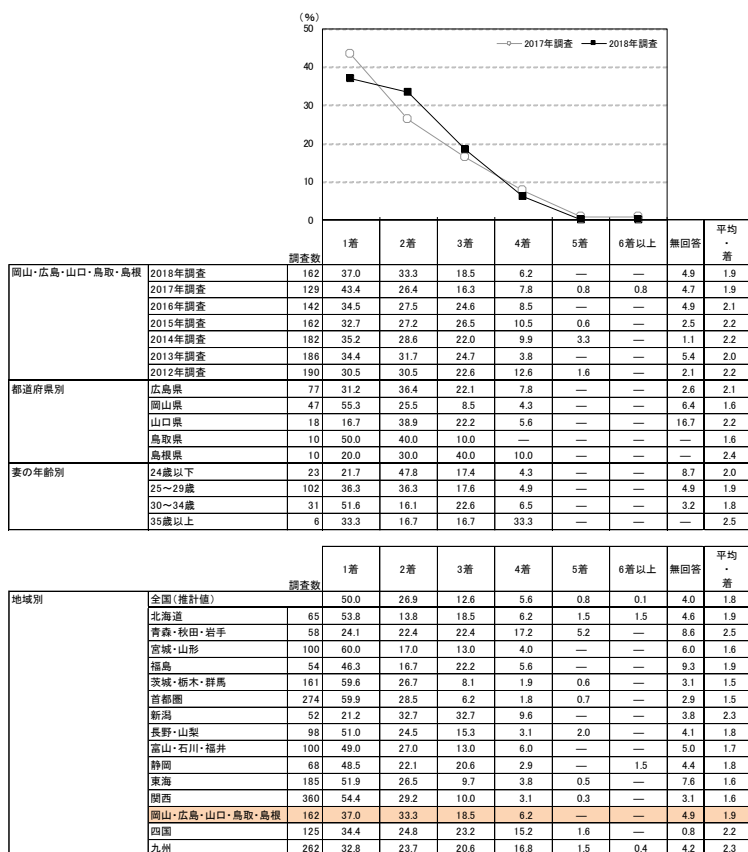 （%）
50
2017年調査 2018年調査
40
30
20
10
0
調査数 1着 2着 3着 4着 5着 6着以上 無回答 平均・着
岡山・広島・山口・鳥取・島根 2018年調査 162 37.0 33.3 18.5 6.2 ― ― 4.9 1.9
2017年調査 129 43.4 26.4 16.3 7.8 0.8 0.8 4.7 1.9
2016年調査 142 34.5 27.5 24.6 8.5 ― ― 4.9 2.1
2015年調査 162 32.7 27.2 26.5 10.5 0.6 ― 2.5 2.2
2014年調査 182 35.2 28.6 22.0 9.9 3.3 ― 1.1 2.2
2013年調査 186 34.4 31.7 24.7 3.8 ― ― 5.4 2.0
2012年調査 190 30.5 30.5 22.6 12.6 1.6 ― 2.1 2.2
都道府県別 広島県 77 31.2 36.4 22.1 7.8 ― ― 2.6 2.1
岡山県 47 55.3 25.5 8.5 4.3 ― ― 6.4 1.6
山口県 18 16.7 38.9 22.2 5.6 ― ― 16.7 2.2
鳥取県 10 50.0 40.0 10.0 ― ― ― ― 1.6
島根県 10 20.0 30.0 40.0 10.0 ― ― ― 2.4
妻の年齢別 24歳以下 23 21.7 47.8 17.4 4.3 ― ― 8.7 2.0
25～29歳 102 36.3 36.3 17.6 4.9 ― ― 4.9 1.9
30～34歳 31 51.6 16.1 22.6 6.5 ― ― 3.2 1.8
35歳以上 6 33.3 16.7 16.7 33.3 ― ― ― 2.5
調査数 1着 2着 3着 4着 5着 6着以上 無回答 平均・着
地域別 全国（推計値） 50.0 26.9 12.6 5.6 0.8 0.1 4.0 1.8
北海道 65 53.8 13.8 18.5 6.2 1.5 1.5 4.6 1.9
青森・秋田・岩手 58 24.1 22.4 22.4 17.2 5.2 ― 8.6 2.5
宮城・山形 100 60.0 17.0 13.0 4.0 ― ― 6.0 1.6
福島 54 46.3 16.7 22.2 5.6 ― ― 9.3 1.9
茨城・栃木・群馬 161 59.6 26.7 8.1 1.9 0.6 ― 3.1 1.5
首都圏 274 59.9 28.5 6.2 1.8 0.7 ― 2.9 1.5
新潟 52 21.2 32.7 32.7 9.6 ― ― 3.8 2.3
長野・山梨 98 51.0 24.5 15.3 3.1 2.0 ― 4.1 1.8
富山・石川・福井 100 49.0 27.0 13.0 6.0 ― ― 5.0 1.7
静岡 68 48.5 22.1 20.6 2.9 ― 1.5 4.4 1.8
東海 185 51.9 26.5 9.7 3.8 0.5 ― 7.6 1.6
関西 360 54.4 29.2 10.0 3.1 0.3 ― 3.1 1.6
岡山・広島・山口・鳥取・島根 162 37.0 33.3 18.5 6.2 ― ― 4.9 1.9
四国 125 34.4 24.8 23.2 15.2 1.6 ― 0.8 2.2
九州 262 32.8 23.7 20.6 16.8 1.5 0.4 4.2 2.3